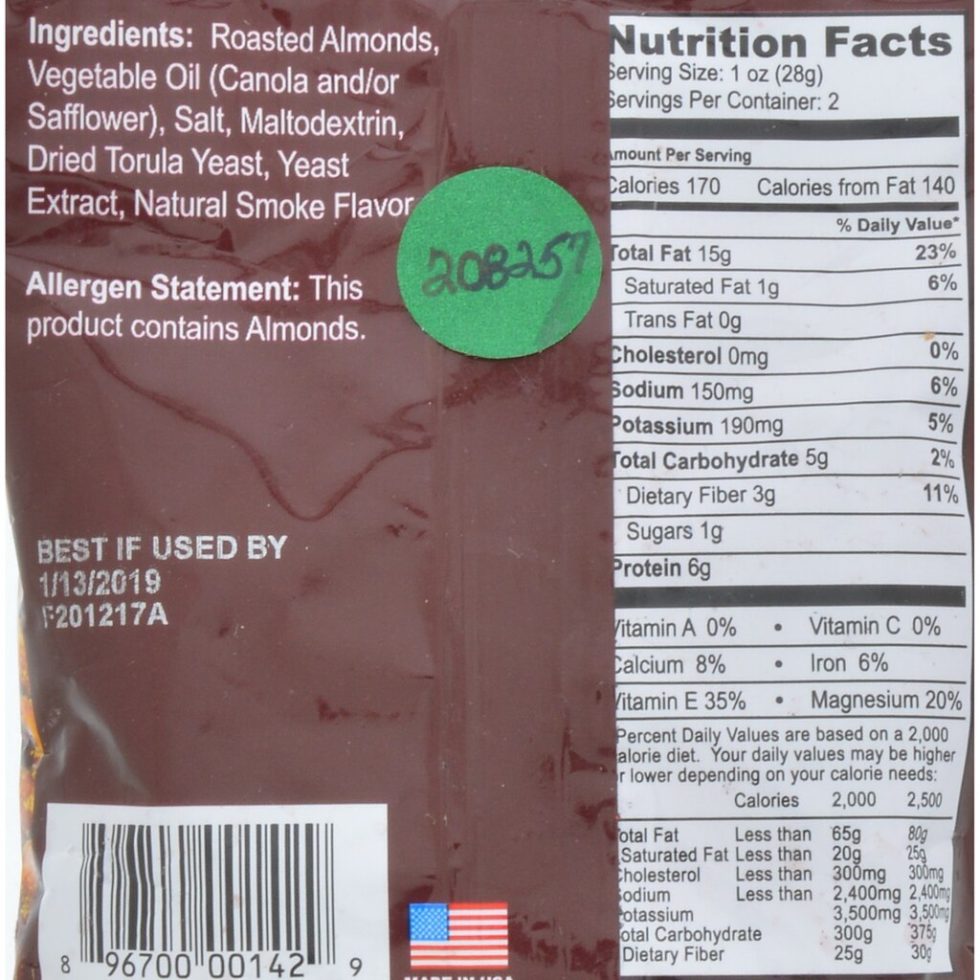 Ingredients: Roasted Almonds,
Vegetable Oil (Canola and/or
Safflower), Salt, Maltodextrin,
Dried Torula Yeast, Yeast
Extract, Natural Smoke Flavor
Allergen Statement: This
product contains Almonds.
208257
BEST IF USED BY
1/13/2019
F201217A
8 96700 00142 9
MADE IN USA
Nutrition Facts
Serving Size: 1 oz (28g)
Servings Per Container: 2
Amount Per Serving
Calories 170 Calories from Fat 140
% Daily Value*
Total Fat 15g 23%
Saturated Fat 1g 6%
Trans Fat 0g
Cholesterol 0mg 0%
Sodium 150mg 6%
Potassium 190mg 5%
Total Carbohydrate 5g 2%
Dietary Fiber 3g 11%
Sugars 1g
Protein 6g
Vitamin A 0% • Vitamin C 0%
Calcium 8% • Iron 6%
Vitamin E 35% • Magnesium 20%
Percent Daily Values are based on a 2,000
alorie diet. Your daily values may be higher
r lower depending on your calorie needs:
Calories 2,000 2,500
Total Fat Less than 65g 80g
Saturated Fat Less than 20g 25g
Cholesterol Less than 300mg 300mg
Sodium Less than 2,400mg 2,400mg
Potassium 3,500mg 3,500mg
otal Carbohydrate 300g 375g
Dietary Fiber 25g 30g